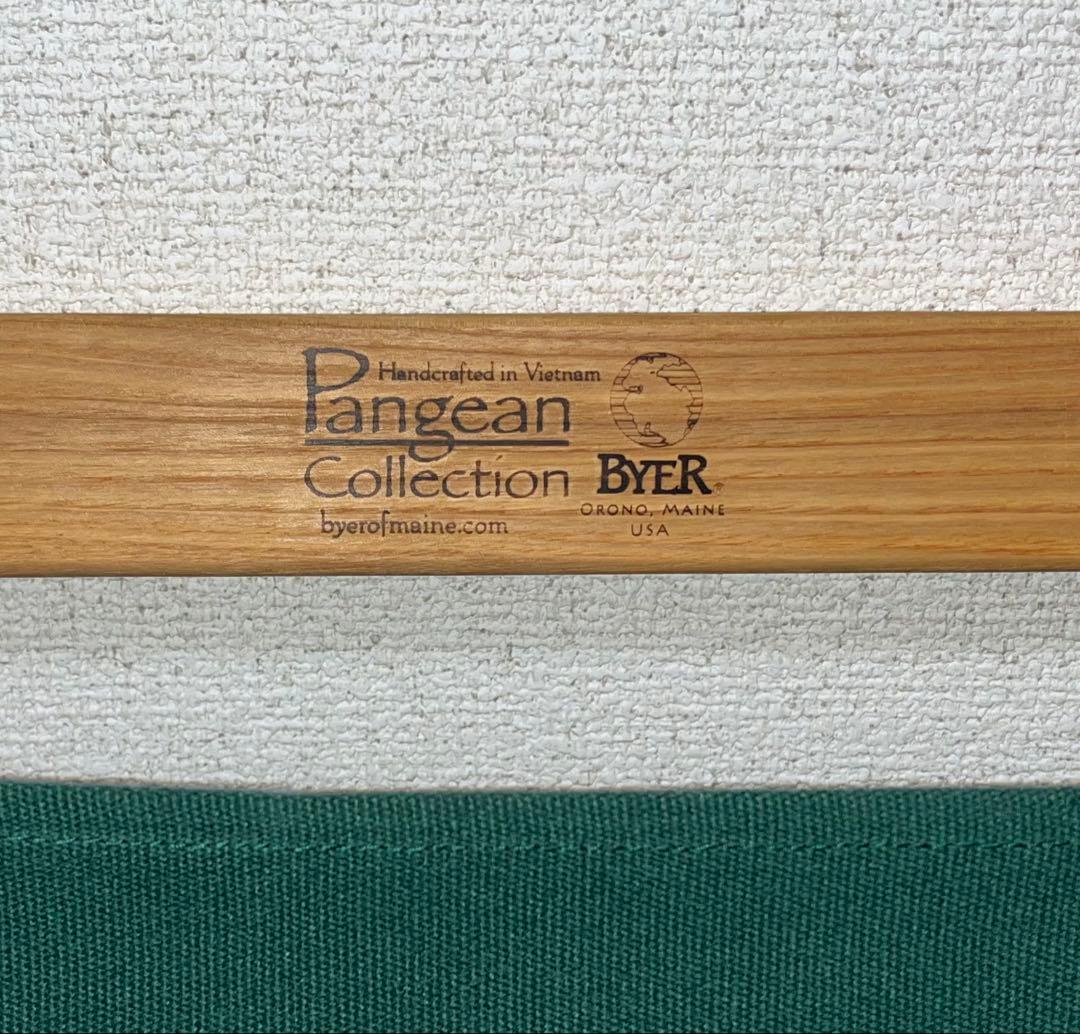 Handcrafted in Vietnam
Pangean
Collection
byerofmaine.com
BYER®
ORONO, MAINE
USA